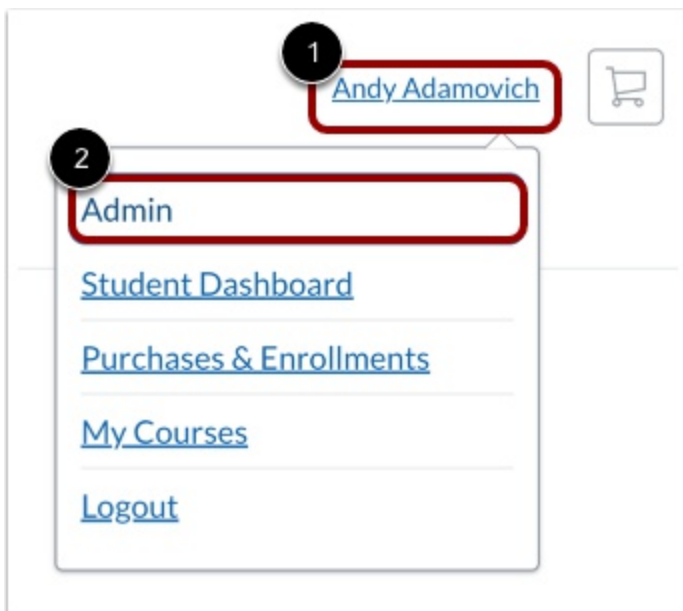 1
Andy Adamovich
2
Admin
Student Dashboard
Purchases & Enrollments
My Courses
Logout